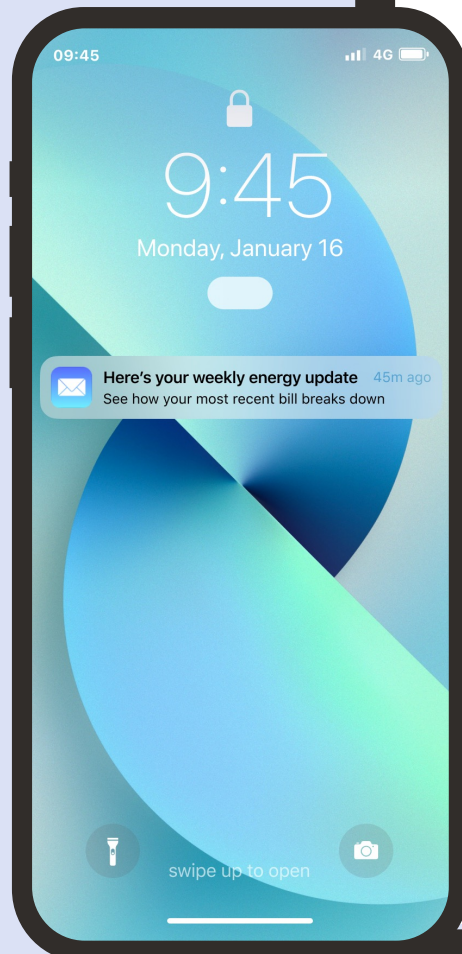 09:45 4G
9:45
Monday, January 16
Here's your weekly energy update 45m ago
See how your most recent bill breaks down
swipe up to open